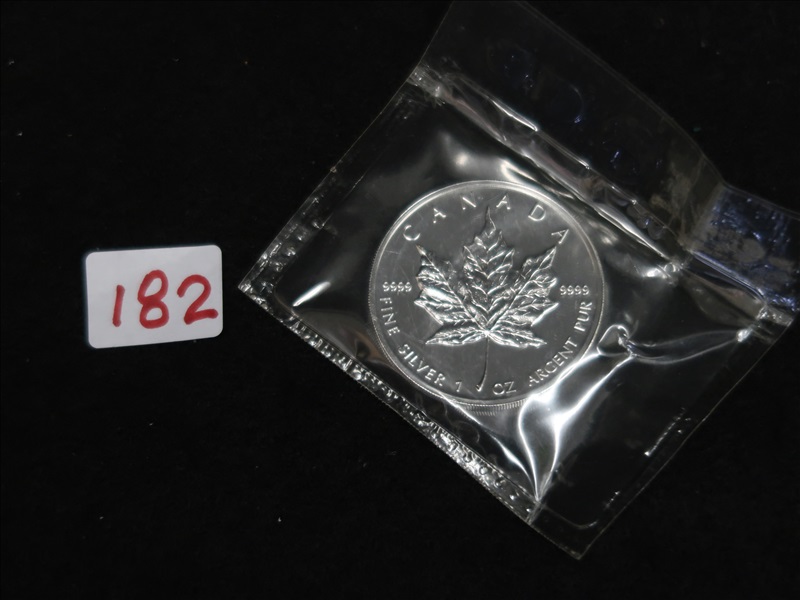 182
CANADA
9999 9999
FINE SILVER 1 OZ ARGENT PUR